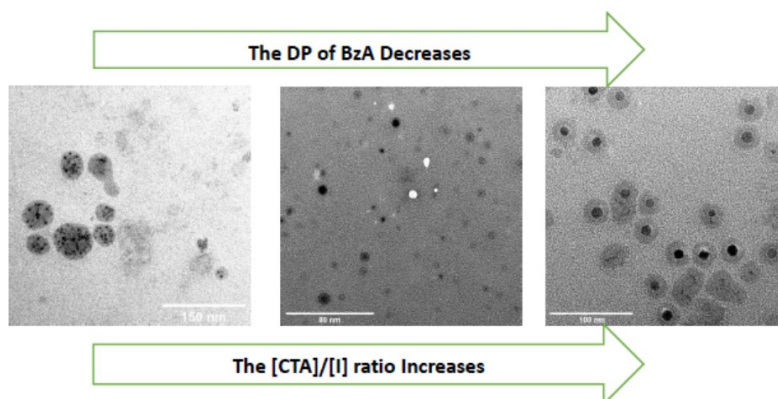 The DP of BzA Decreases
150 nm
80 nm
100 nm
The [CTA]/[I] ratio Increases